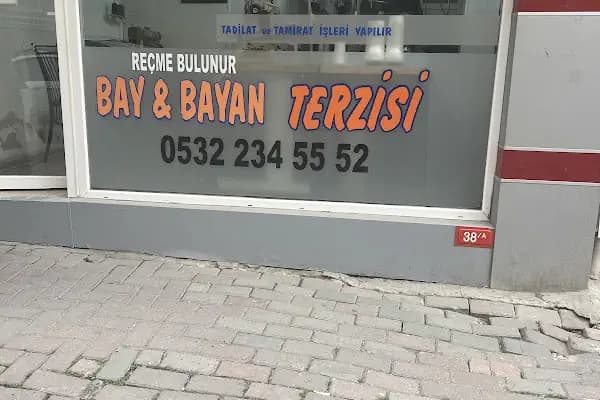 TADİLAT ve TAMİRAT İŞLERİ YAPILIR
REÇME BULUNUR
BAY & BAYAN TERZİSİ
0532 234 55 52
38/A